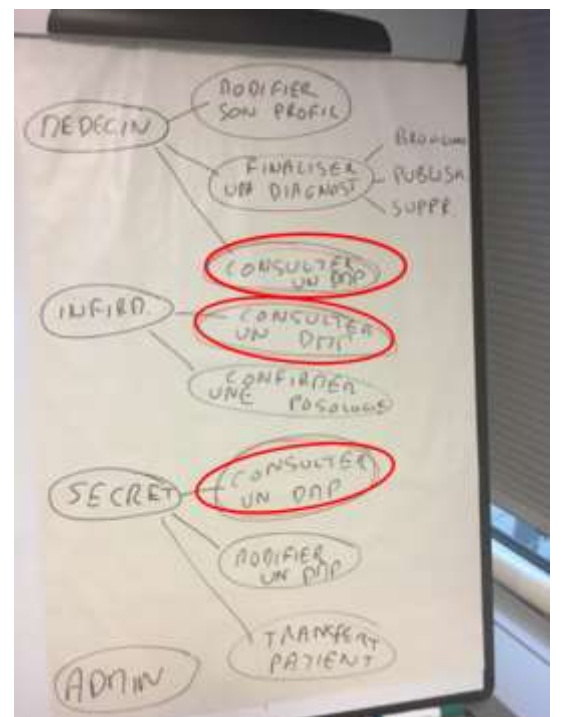 MODIFIER
SON PROFIL
MEDECIN
FINALISER
UN DIAGNOST
PUBLISH
SUPPR
CONSULTER
UN DMP
INFIRM.
CONSULTER
UN DMP
CONFIRMER
UNE POSOLOGIE
SECRET
CONSULTER
UN DMP
MODIFIER
UN DMP
TRANSFERT
PATIENT
ADMIN